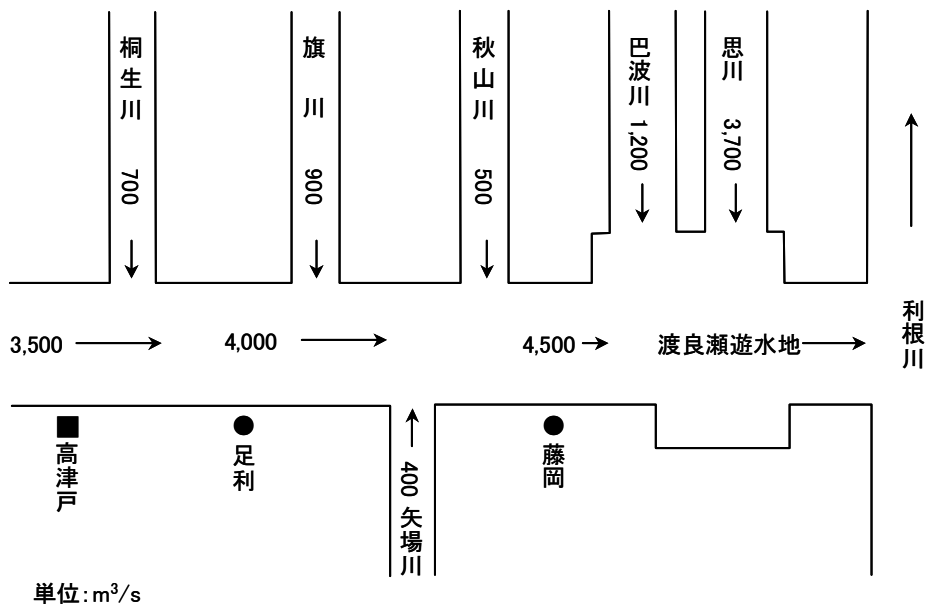 桐生川 700
旗川 900
秋山川 500
巴波川 1,200
思川 3,700
3,500
4,000
4,500
渡良瀬遊水地
利根川
高津戸
足利
400 矢場川
藤岡
単位:m³/s